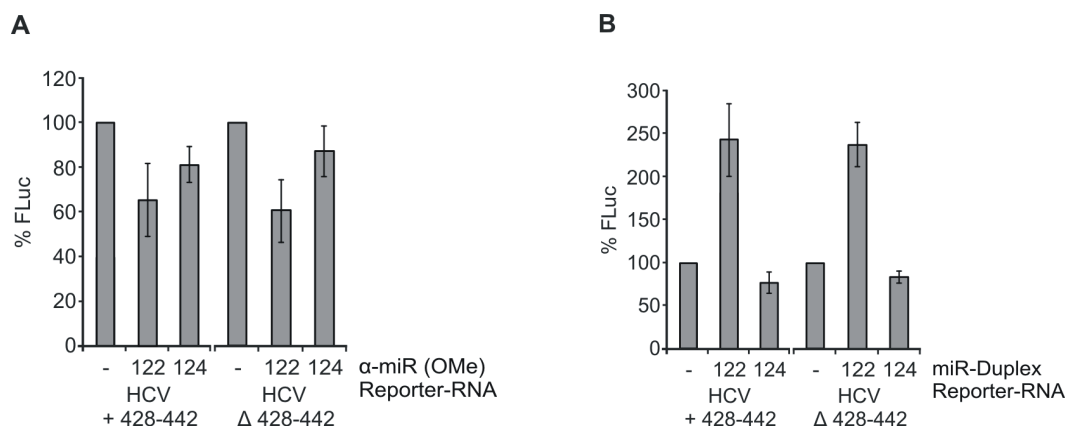 A
% FLuc
120
100
80
60
40
20
0
- 122 124 - 122 124 α-miR (OMe)
HCV HCV Reporter-RNA
+ 428-442 Δ 428-442
B
% FLuc
300
250
200
150
100
50
0
- 122 124 - 122 124 miR-Duplex
HCV HCV Reporter-RNA
+ 428-442 Δ 428-442